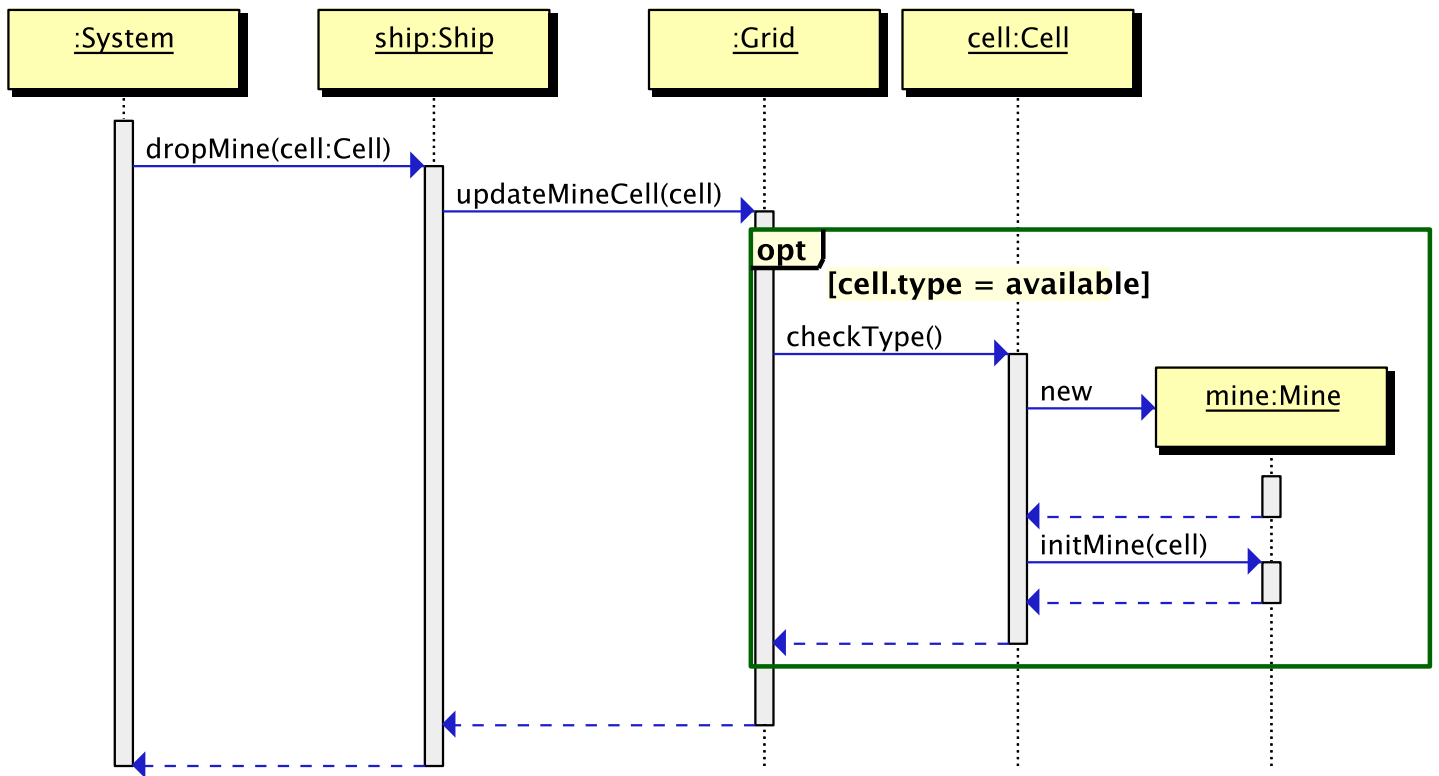 :System
ship:Ship
:Grid
cell:Cell
dropMine(cell:Cell)
updateMineCell(cell)
opt
[cell.type = available]
checkType()
new
mine:Mine
initMine(cell)